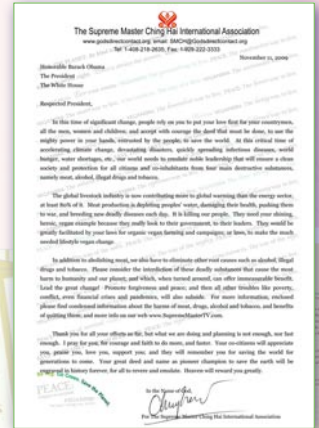 The Supreme Master Ching Hai International Association
www.godsdirectcontact.org; email: SMCHI@Godsdirectcontact.org
Tel: 1-408-218-2635; Fax: 1-909-222-3333
November 11, 2009
Honorable Barack Obama
The President
The White House
Respected President,
In this time of significant change, people rely on you to put your love first for your countrymen,
all the men, women and children; and accept with courage the deed that must be done, to use the
mighty power in your hands, entrusted by the people, to save the world. At this critical time of
accelerating climate change, devastating disasters, quickly spreading infectious diseases, world
hunger, water shortages, etc., our world needs to emulate noble leadership that will ensure a clean
society and protection for all citizens and co-inhabitants from four main destructive substances,
namely meat, alcohol, illegal drugs and tobacco.
The global livestock industry is now contributing more to global warming than the energy sector,
at least 80% of it. Meat production is depleting peoples' water, damaging their health, pushing them
to war, and breeding new deadly diseases each day. It is killing our people. They need your shining,
heroic, vegan example because they really look to their government, to their leaders. They would be
greatly facilitated by your laws for organic vegan farming and campaigns; or laws, to make the much
needed lifestyle vegan change.
In addition to abolishing meat, we also have to eliminate other root causes such as alcohol, illegal
drugs and tobacco. Please consider the interdiction of these deadly substances that cause the most
harm to humanity and our planet; and which, when turned around, can offer immeasurable benefit.
Lead the great change! Promote forgiveness and peace; and then all other troubles like poverty,
conflict, even financial crises and pandemics, will also subside. For more information, enclosed
please find condensed information about the harms of meat, drugs, alcohol and tobacco, and benefits
of quitting them; and more info on our web www.SupremeMasterTV.com.
Thank you for all your efforts so far, but what we are doing and planning is not enough, not fast
enough. I pray for you, for courage and faith to do more, and faster. Your co-citizens will appreciate
you, praise you, love you, support you; and they will remember you for saving the world for
generations to come. Your great deed and name as pioneer champion to save the earth will be
engraved in history forever, for all to revere and emulate. Heaven will reward you greatly.
In the Name of God,
For The Supreme Master Ching Hai International Association
PEACE